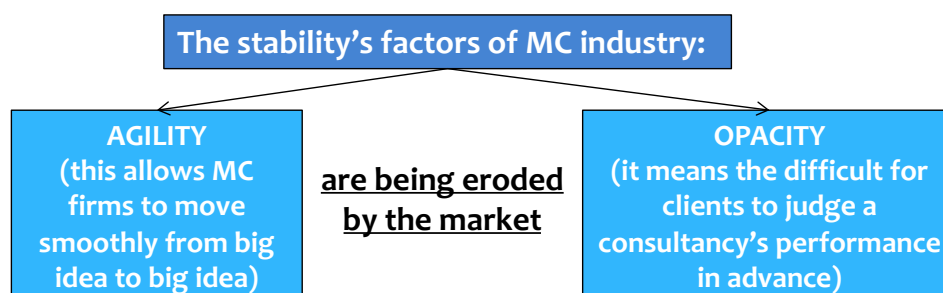 The stability’s factors of MC industry:
AGILITY
(this allows MC
firms to move
smoothly from big
idea to big idea)
are being eroded
by the market
OPACITY
(it means the difficult for
clients to judge a
consultancy’s performance
in advance)